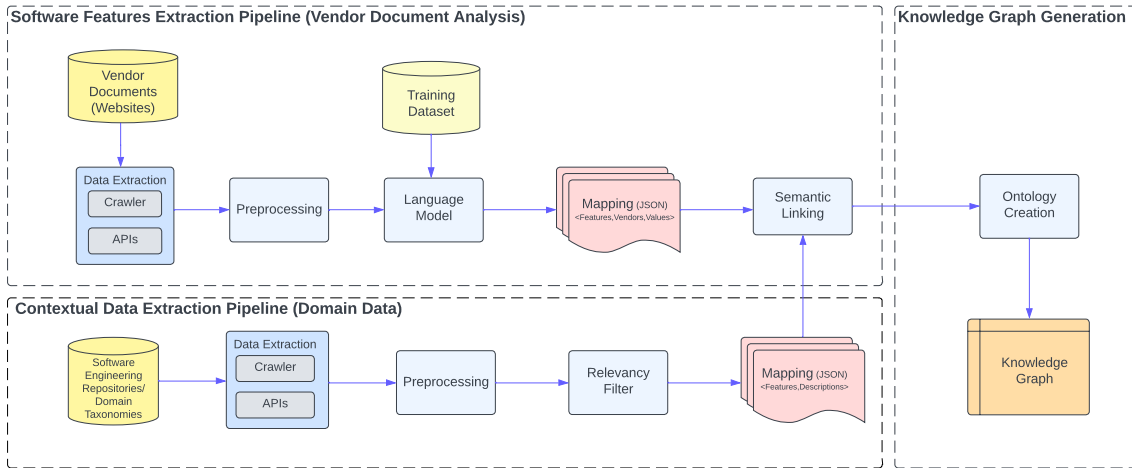 Software Features Extraction Pipeline (Vendor Document Analysis)
Vendor
Documents
(Websites)
Training
Dataset
Data Extraction
Crawler
APIs
Preprocessing
Language
Model
Mapping (JSON)
<Features,Vendors,Values>
Semantic
Linking
Contextual Data Extraction Pipeline (Domain Data)
Software
Engineering
Repositories/
Domain
Taxonomies
Data Extraction
Crawler
APIs
Preprocessing
Relevancy
Filter
Mapping (JSON)
<Features,Descriptions>
Knowledge Graph Generation
Ontology
Creation
Knowledge
Graph